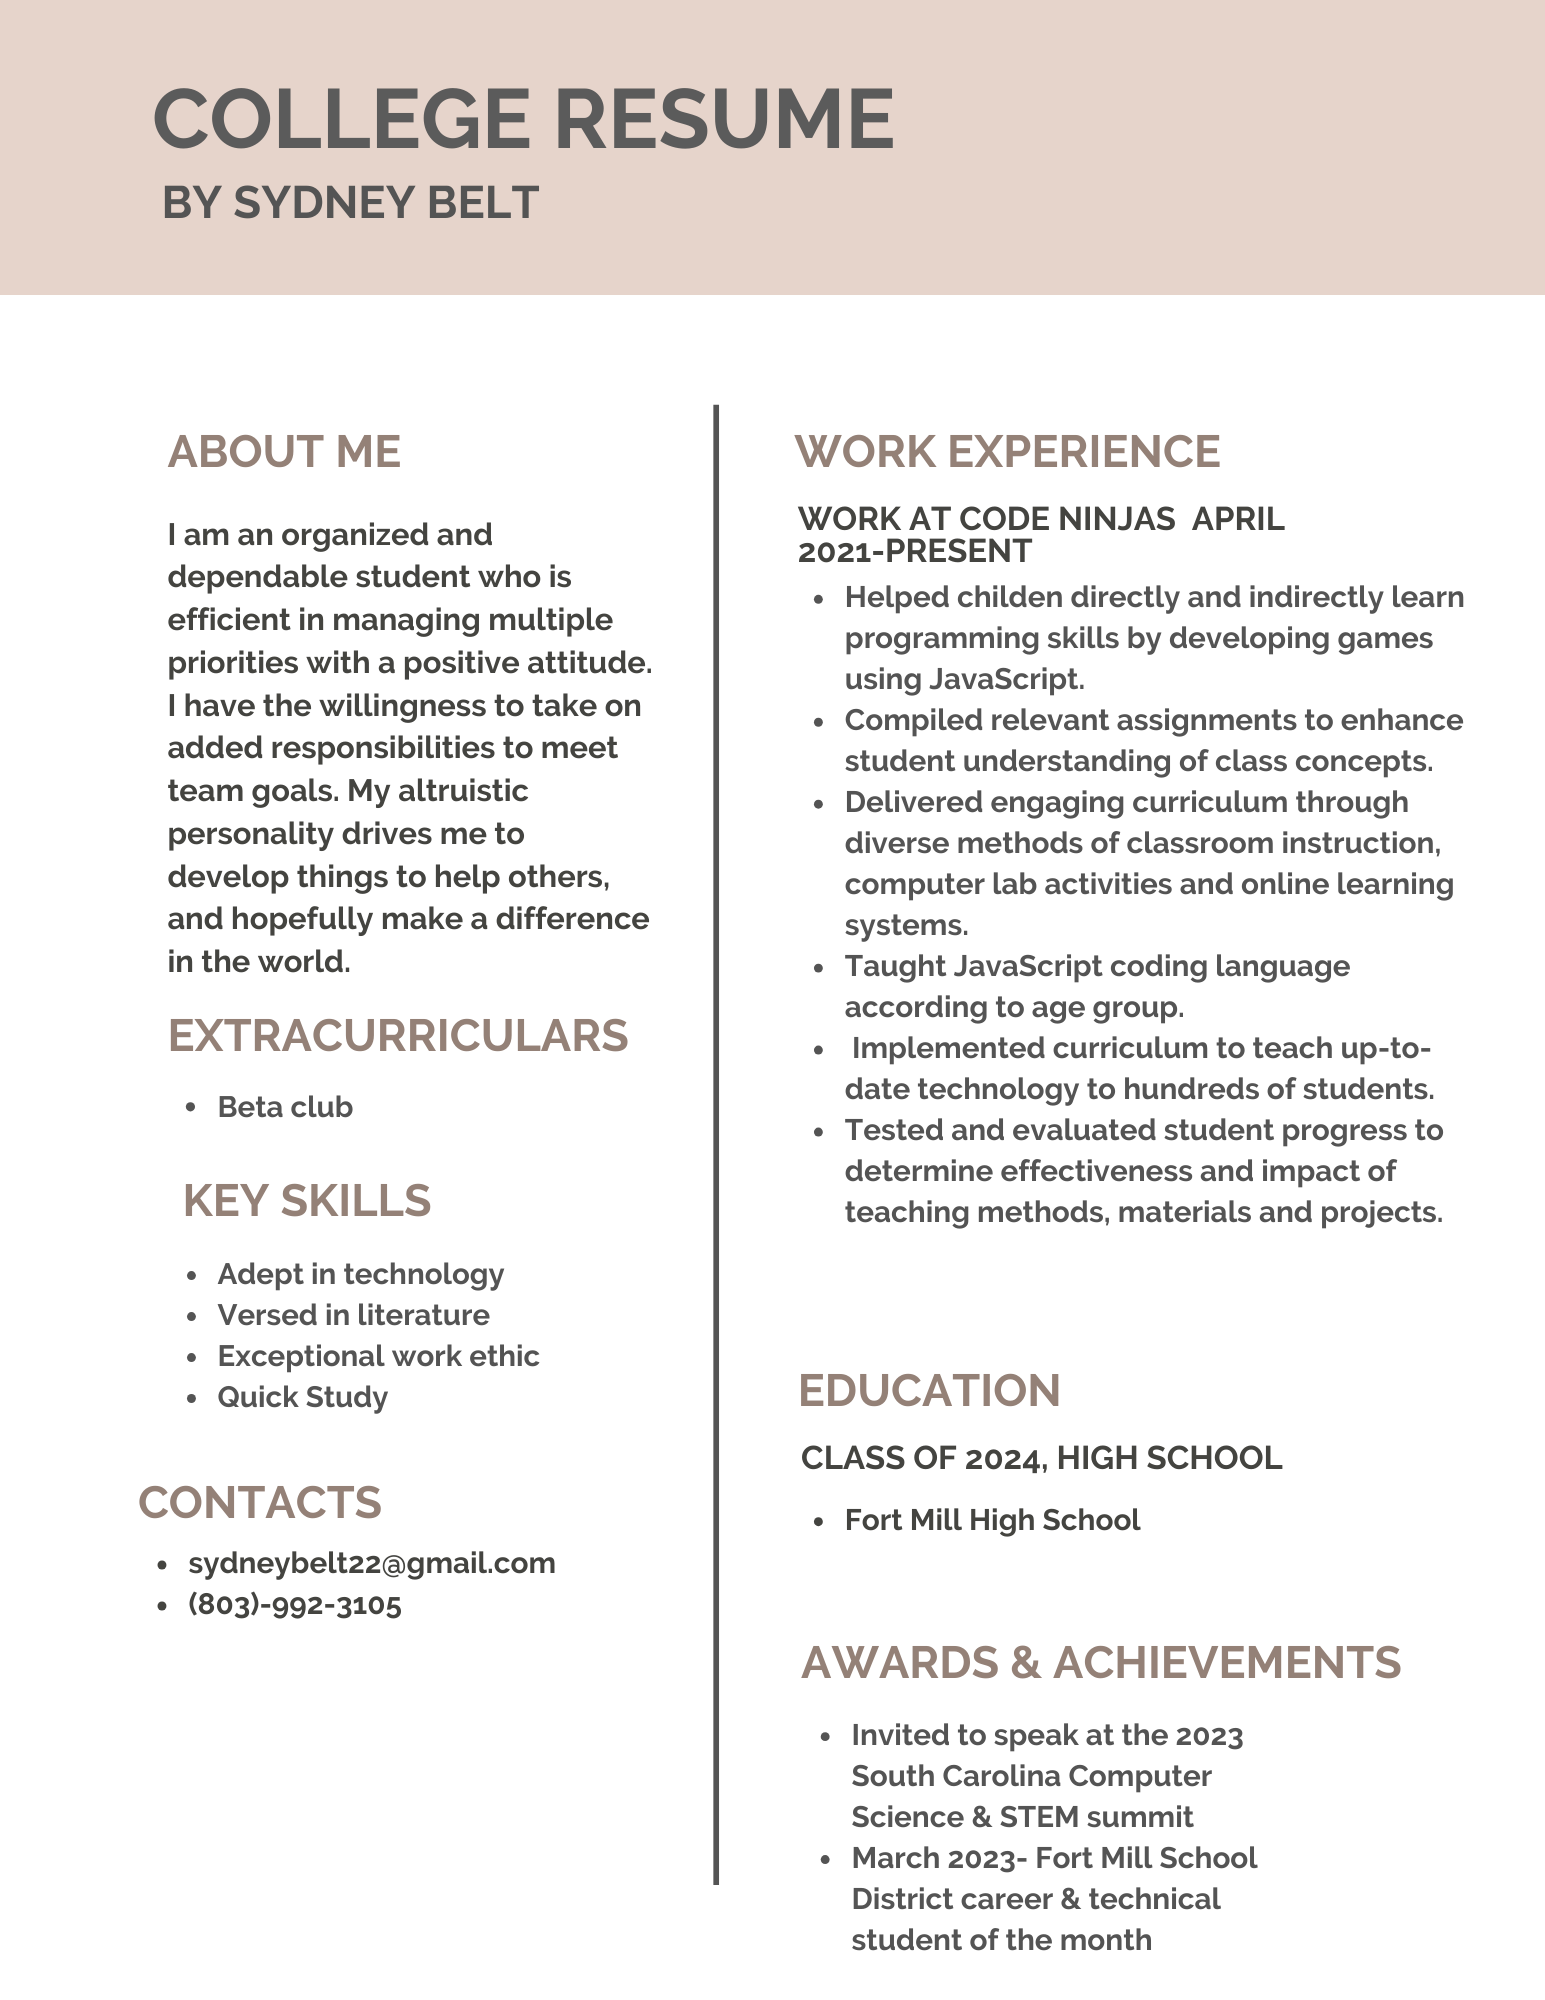 COLLEGE RESUME
BY SYDNEY BELT
ABOUT ME
I am an organized and
dependable student who is
efficient in managing multiple
priorities with a positive attitude.
I have the willingness to take on
added responsibilities to meet
team goals. My altruistic
personality drives me to
develop things to help others,
and hopefully make a difference
in the world.
EXTRACURRICULARS
• Beta club
KEY SKILLS
• Adept in technology
• Versed in literature
• Exceptional work ethic
• Quick Study
CONTACTS
• sydneybelt22@gmail.com
• (803)-992-3105
WORK EXPERIENCE
WORK AT CODE NINJAS  APRIL
2021-PRESENT
• Helped childen directly and indirectly learn
programming skills by developing games
using JavaScript.
• Compiled relevant assignments to enhance
student understanding of class concepts.
• Delivered engaging curriculum through
diverse methods of classroom instruction,
computer lab activities and online learning
systems.
• Taught JavaScript coding language
according to age group.
• Implemented curriculum to teach up-to-
date technology to hundreds of students.
• Tested and evaluated student progress to
determine effectiveness and impact of
teaching methods, materials and projects.
EDUCATION
CLASS OF 2024, HIGH SCHOOL
• Fort Mill High School
AWARDS & ACHIEVEMENTS
• Invited to speak at the 2023
South Carolina Computer
Science & STEM summit
• March 2023- Fort Mill School
District career & technical
student of the month